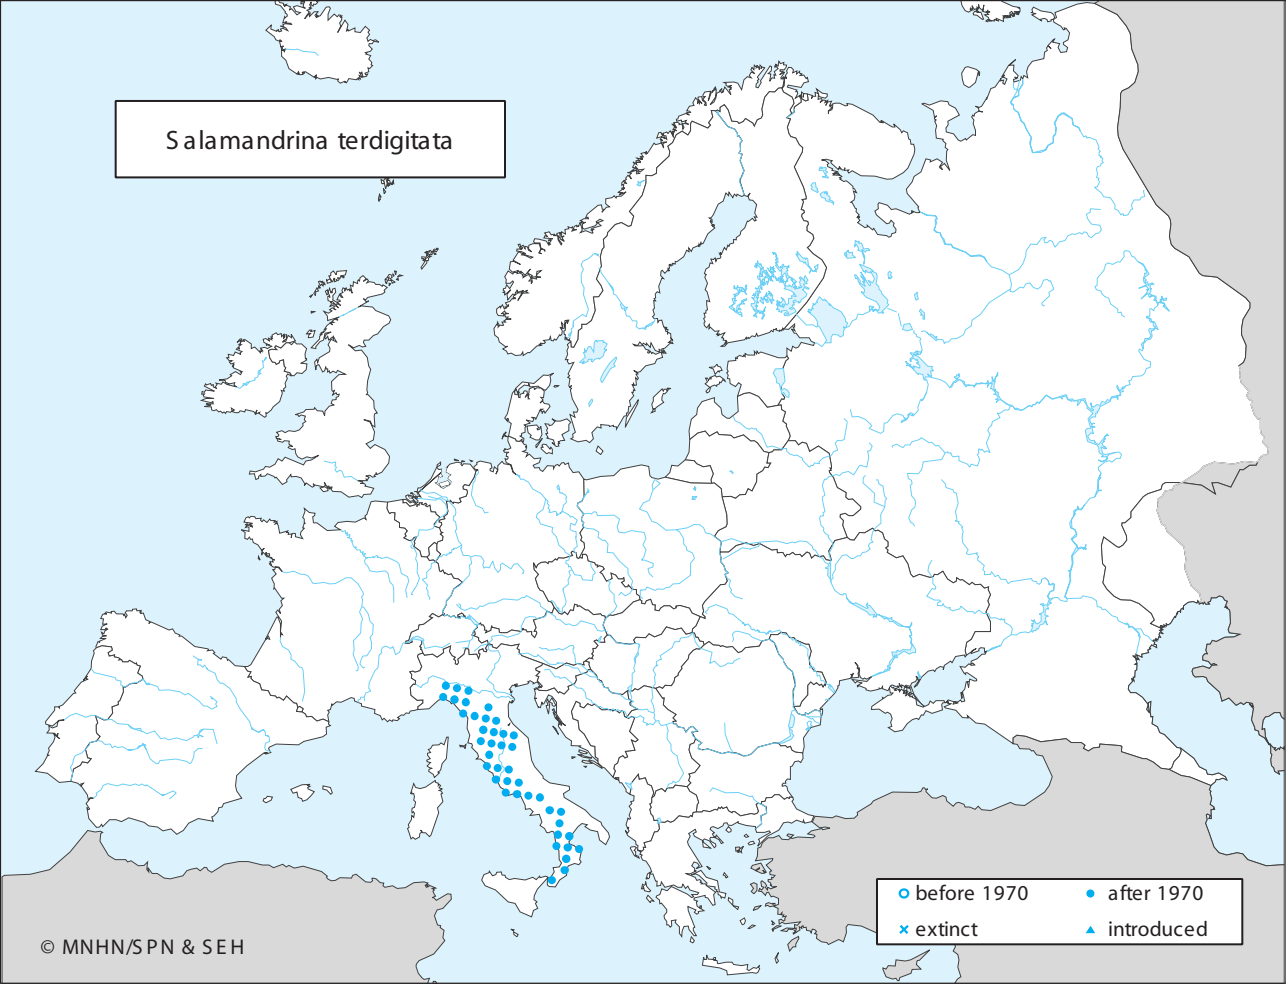 Salamandrina terdigitata
before 1970
after 1970
extinct
introduced
© MNHN/SPN & SEH